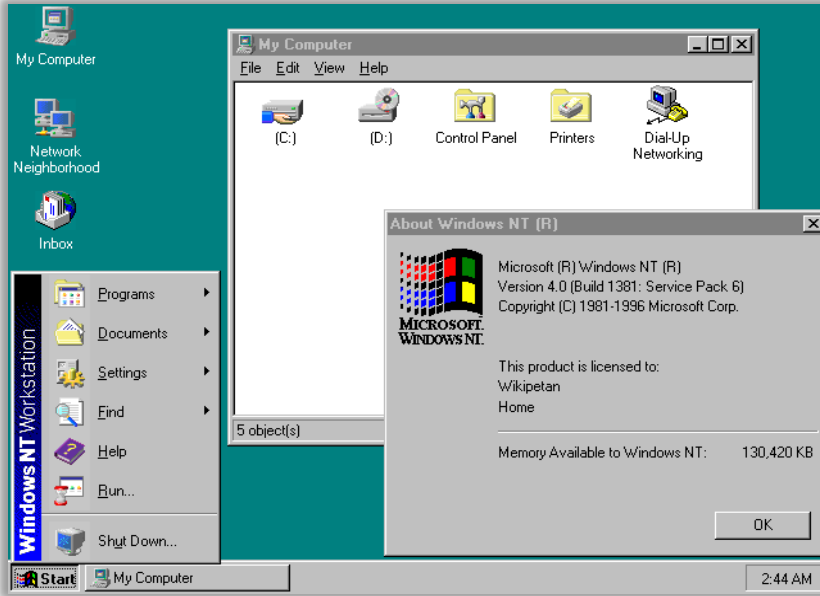 My Computer
Network
Neighborhood
Inbox
My Computer
File Edit View Help
(C:)
(D:)
Control Panel
Printers
Dial-Up
Networking
5 object(s)
About Windows NT (R)
MICROSOFT.
WINDOWS NT.
Microsoft (R) Windows NT (R)
Version 4.0 (Build 1381: Service Pack 6)
Copyright (C) 1981-1996 Microsoft Corp.
This product is licensed to:
Wikipetan
Home
Memory Available to Windows NT: 130,420 KB
OK
Windows NT Workstation
Programs
Documents
Settings
Find
Help
Run...
Shut Down...
Start
My Computer
2:44 AM